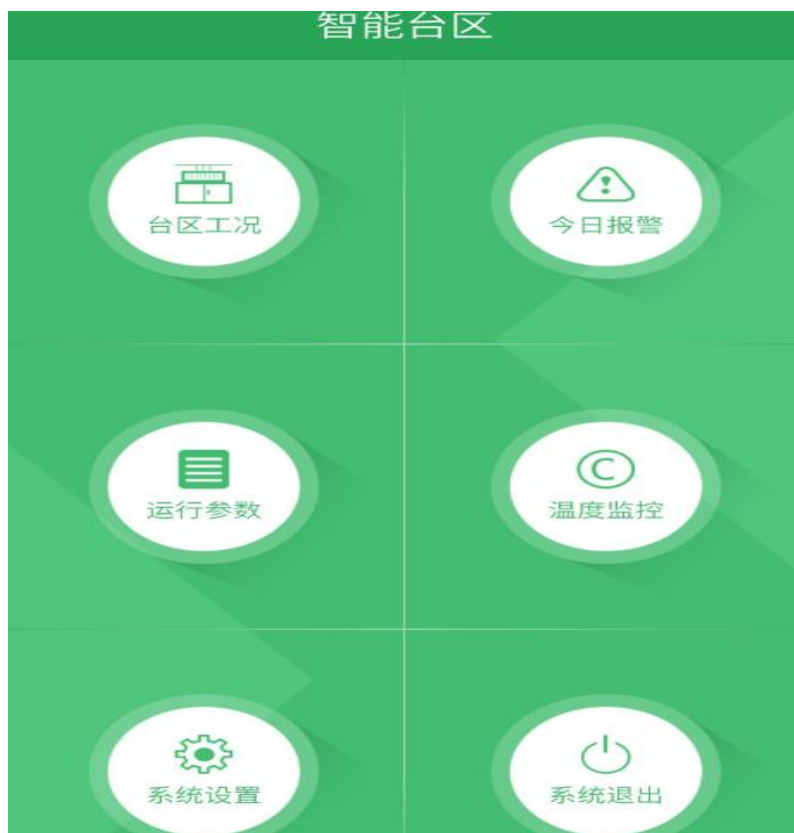 智能台区
台区工况
今日报警
运行参数
温度监控
系统设置
系统退出